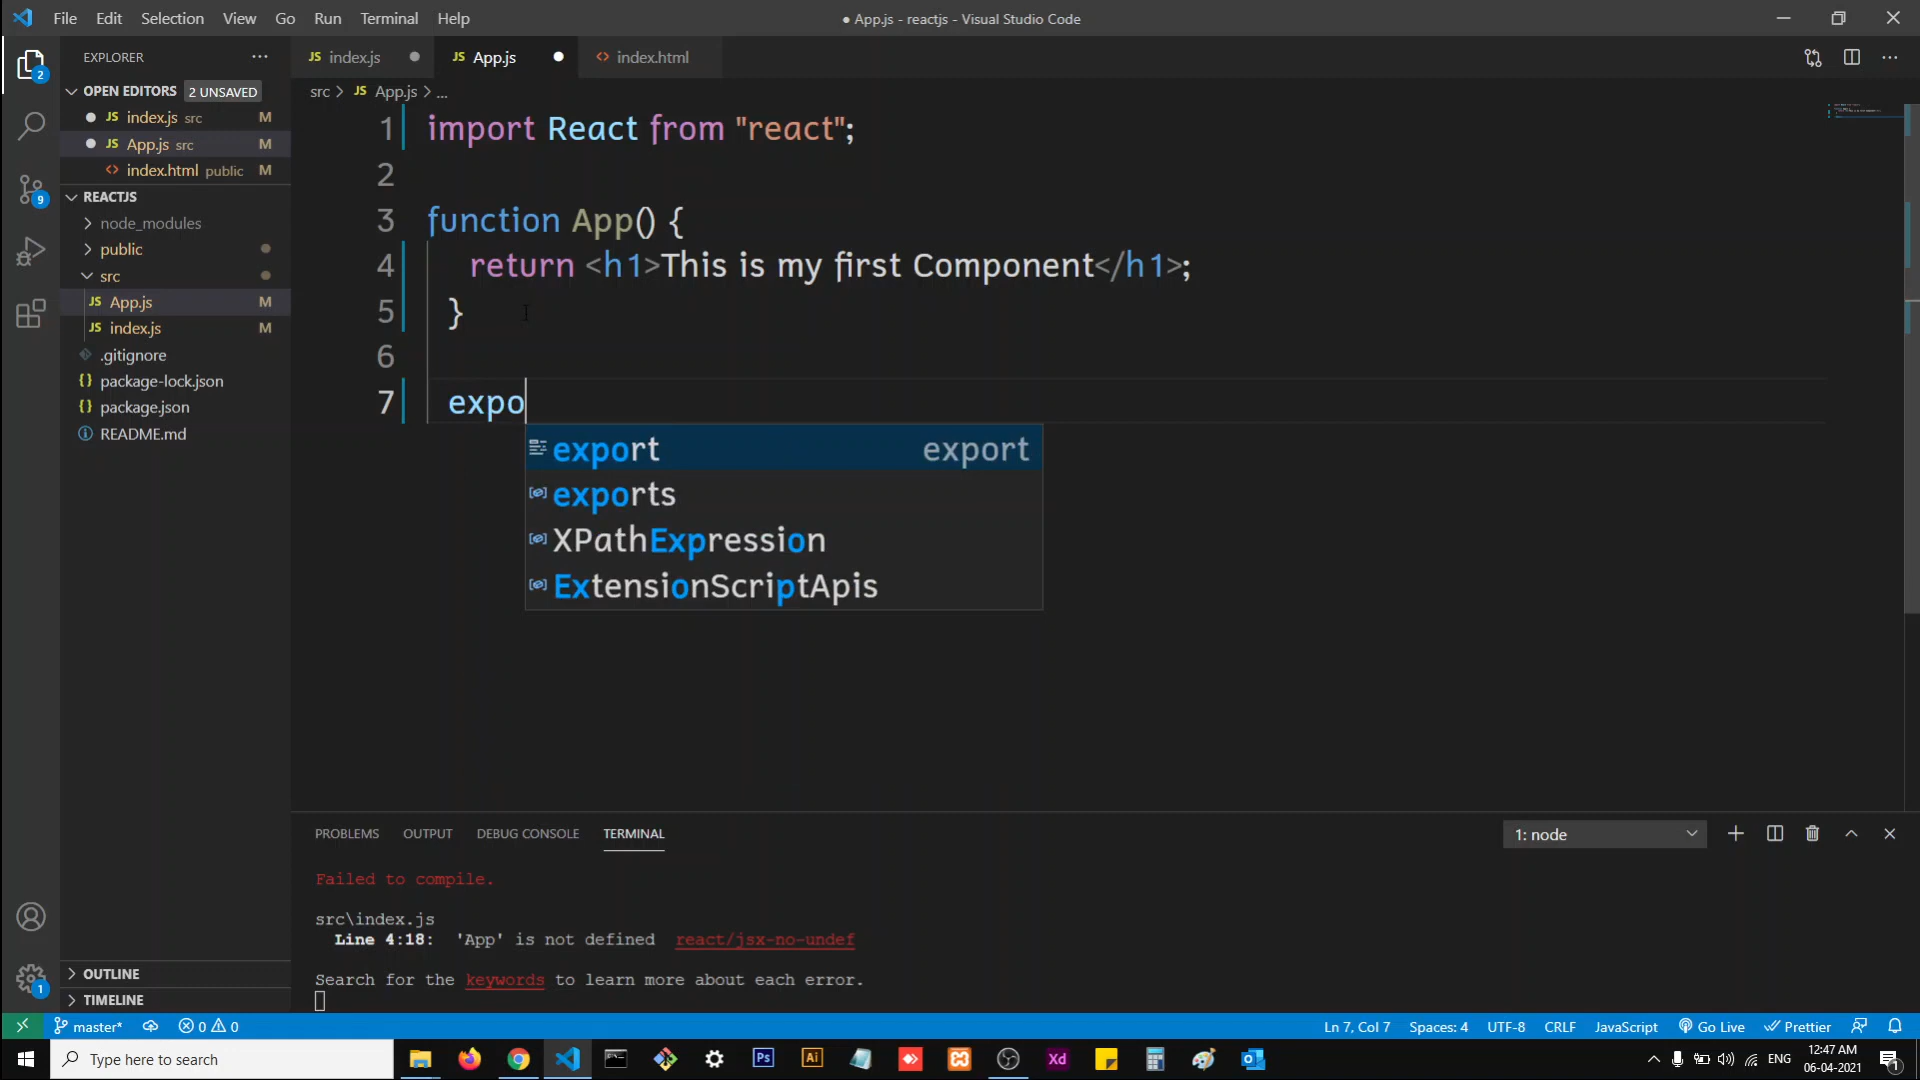 File Edit Selection View Go Run Terminal Help
● App.js - reactjs - Visual Studio Code
EXPLORER
JS index.js
JS App.js
<> index.html
OPEN EDITORS 2 UNSAVED
JS index.js src M
JS App.js src M
<> index.html public M
REACTJS
node_modules
public
src
JS App.js M
JS index.js M
.gitignore
{} package-lock.json
{} package.json
README.md
OUTLINE
TIMELINE
2
9
1
src > JS App.js > ...
1 import React from "react";
2
3 function App() {
4 return <h1>This is my first Component</h1>;
5 }
6
7 expo
export export
exports
XPathExpression
ExtensionScriptApis
PROBLEMS OUTPUT DEBUG CONSOLE TERMINAL
1: node
Failed to compile.
src\index.js
Line 4:18: 'App' is not defined react/jsx-no-undef
Search for the keywords to learn more about each error.
master* 0 0
Ln 7, Col 7 Spaces: 4 UTF-8 CRLF JavaScript Go Live Prettier
Type here to search
Ps Ai Xd
ENG
12:47 AM
06-04-2021
1